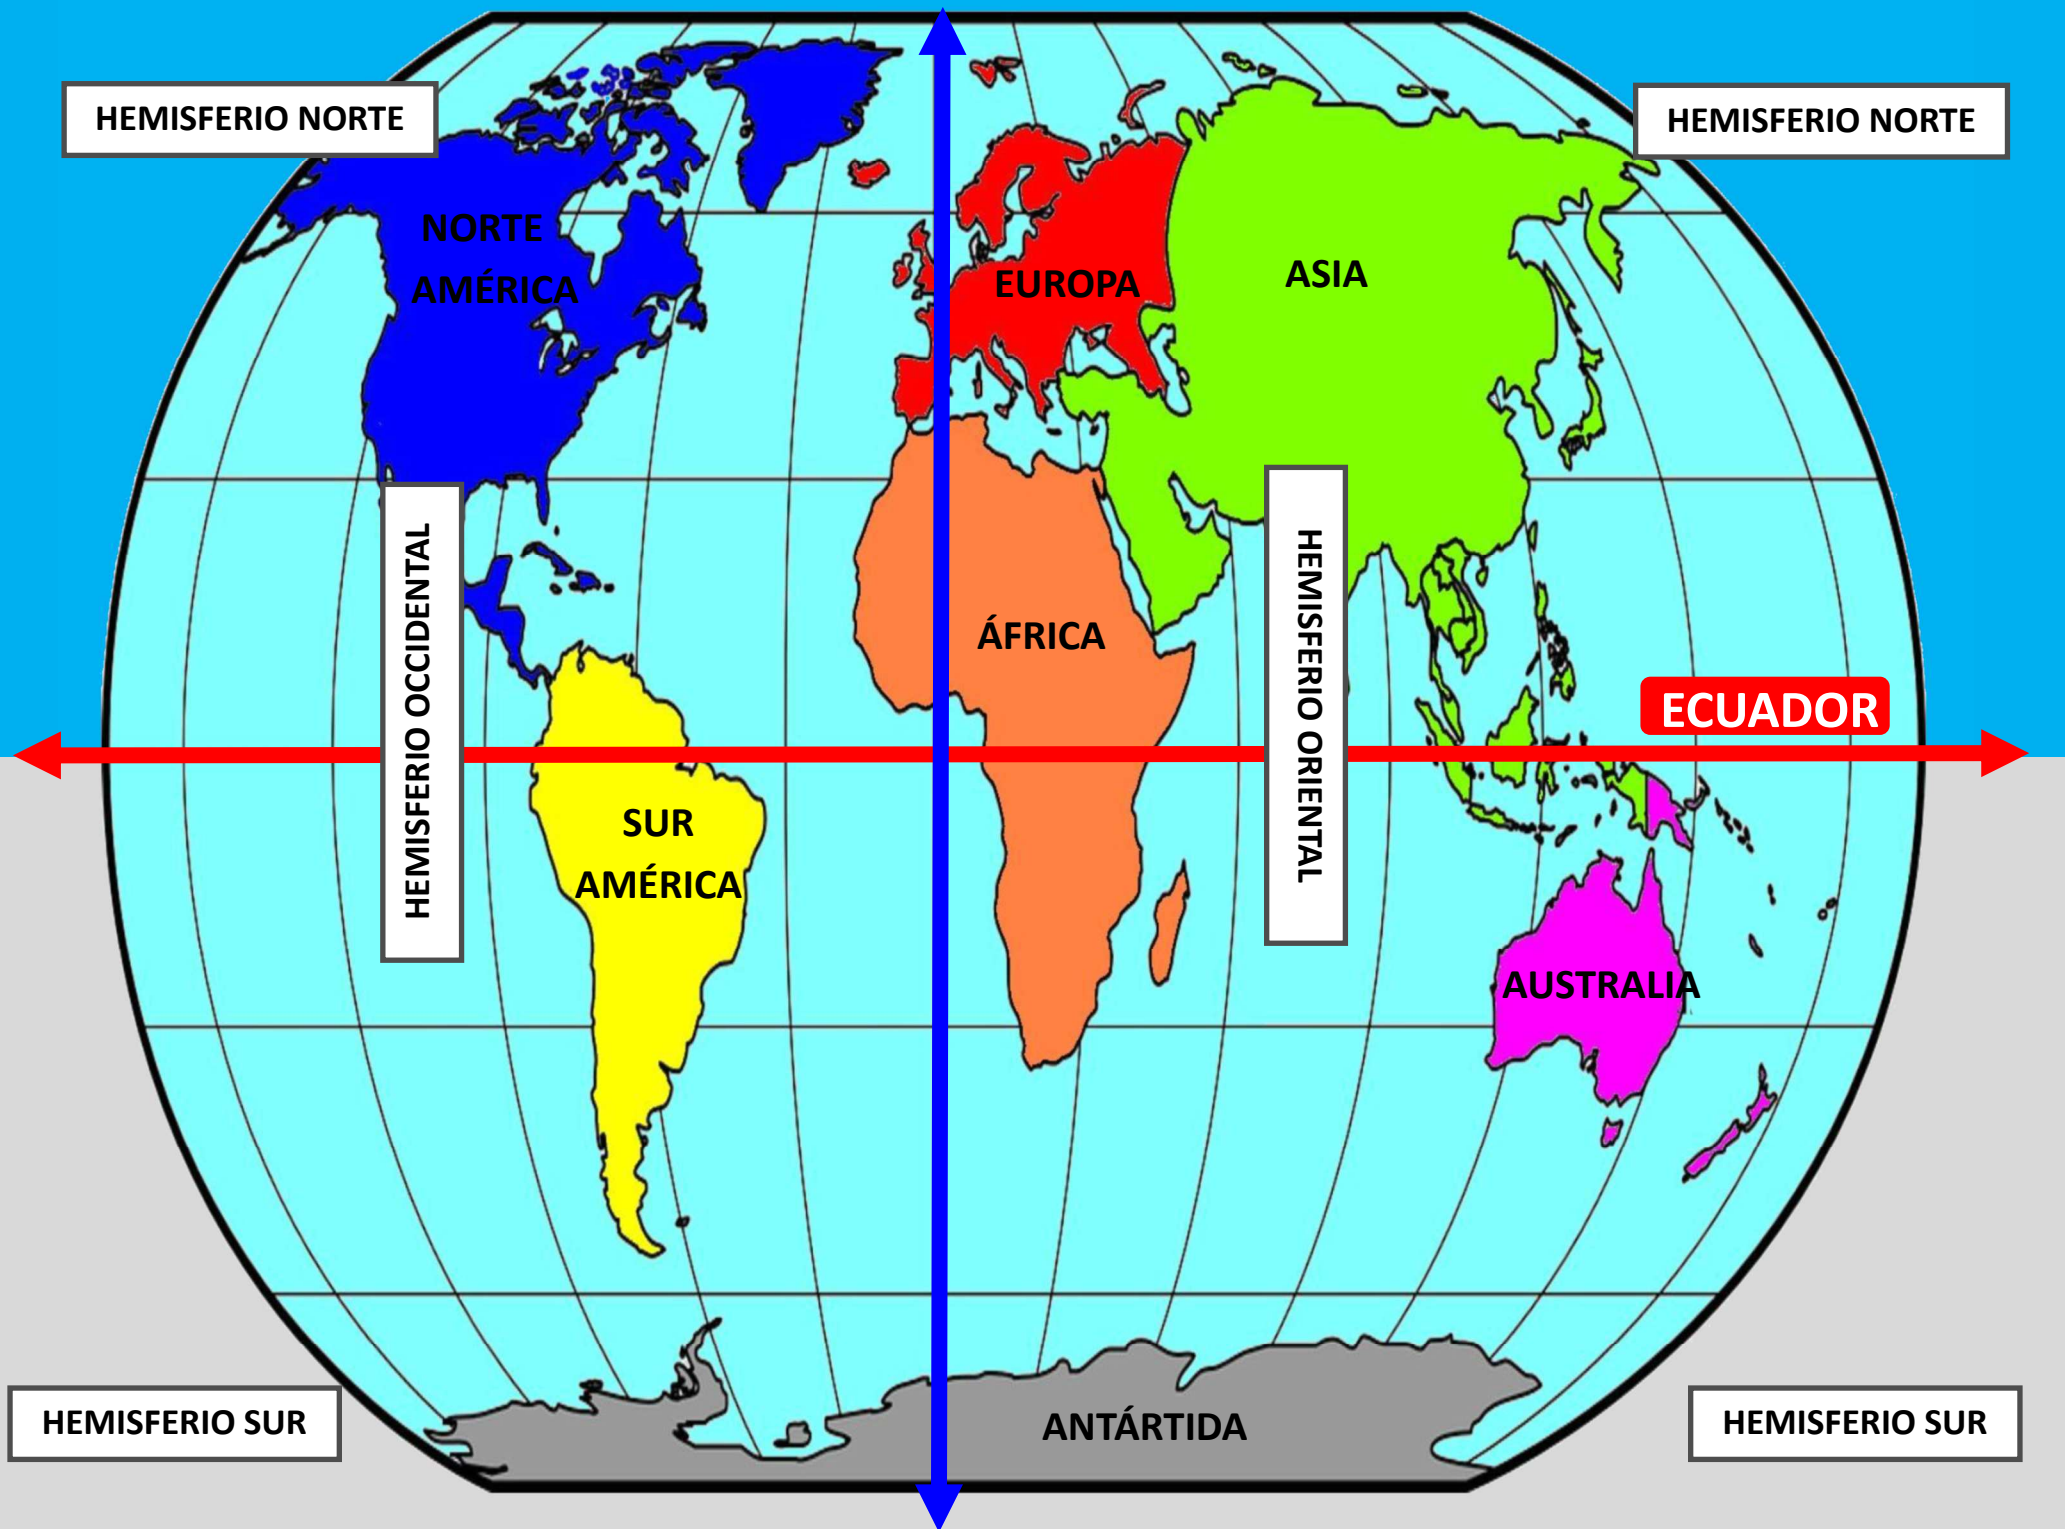 HEMISFERIO NORTE
HEMISFERIO NORTE
NORTE
AMÉRICA
EUROPA
ASIA
HEMISFERIO OCCIDENTAL
ÁFRICA
HEMISFERIO ORIENTAL
ECUADOR
SUR
AMÉRICA
AUSTRALIA
ANTÁRTIDA
HEMISFERIO SUR
HEMISFERIO SUR